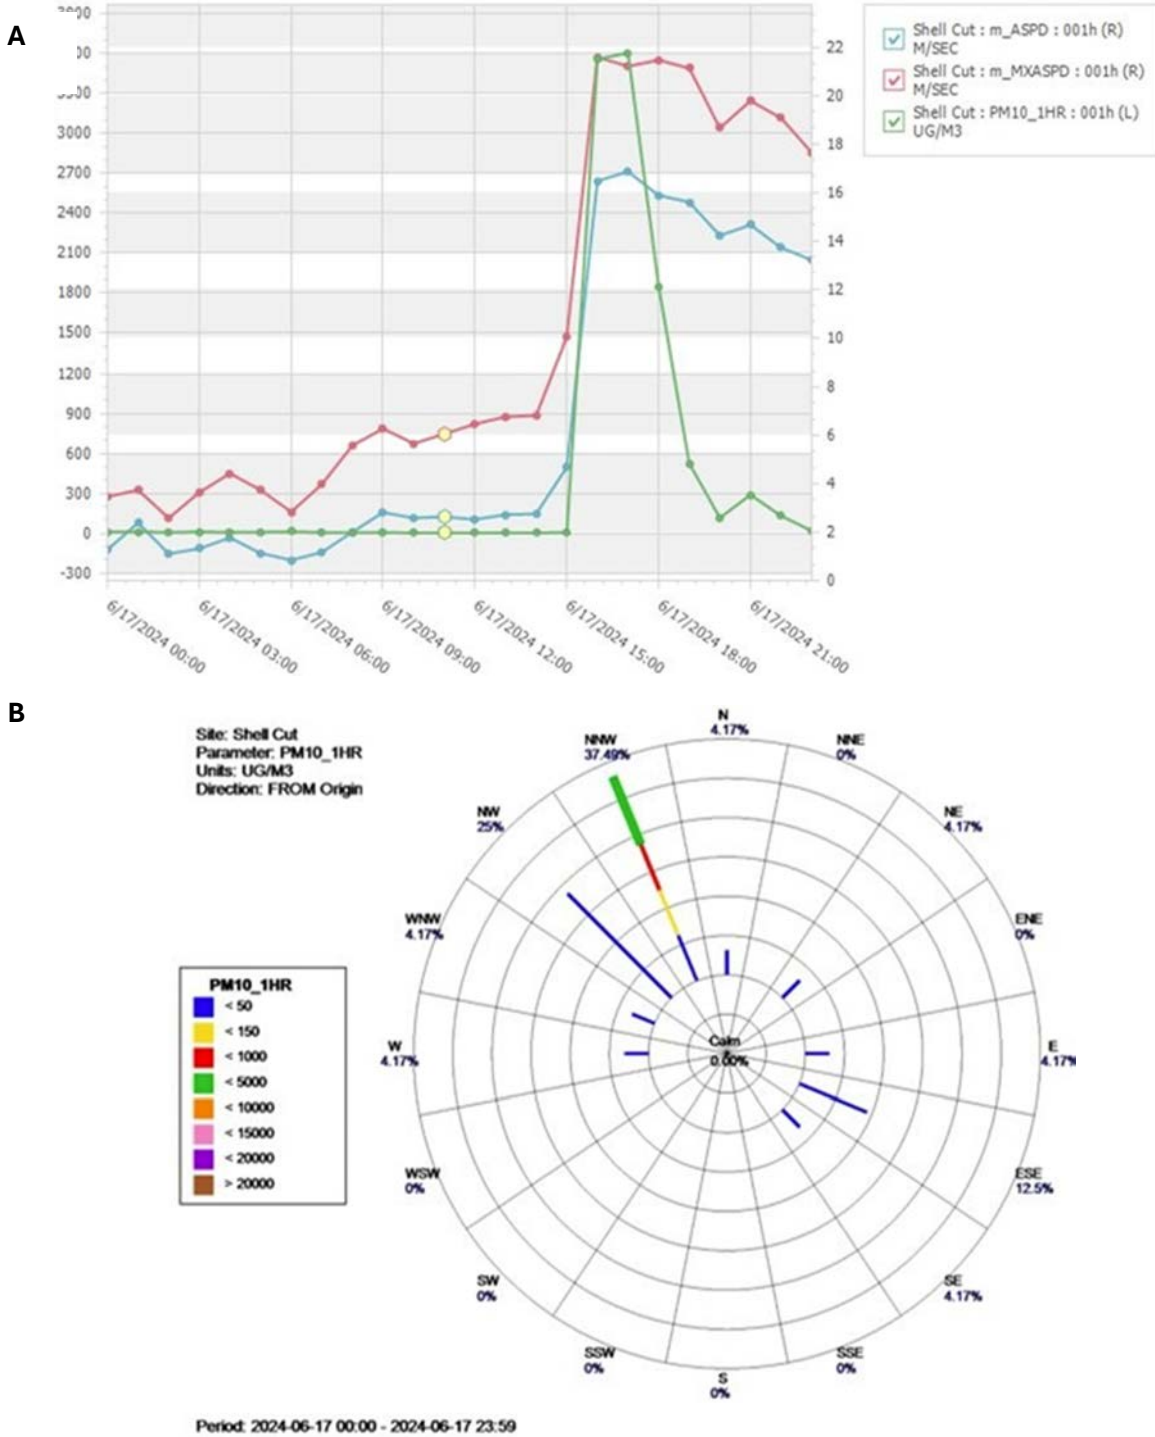 A
Shell Cut : m_ASPD : 001h (R)
M/SEC
Shell Cut : m_MXASPD : 001h (R)
M/SEC
Shell Cut : PM10_1HR : 001h (L)
UG/M3
3000
2700
2400
2100
1800
1500
1200
900
600
300
0
-300
22
20
18
16
14
12
10
8
6
4
2
0
6/17/2024 00:00
6/17/2024 03:00
6/17/2024 06:00
6/17/2024 09:00
6/17/2024 12:00
6/17/2024 15:00
6/17/2024 18:00
6/17/2024 21:00
B
Site: Shell Cut
Parameter: PM10_1HR
Units: UG/M3
Direction: FROM Origin
N
4.17%
NNE
0%
NE
4.17%
ENE
0%
E
4.17%
ESE
12.5%
SE
4.17%
SSE
0%
S
0%
SSW
0%
SW
0%
WSW
0%
W
4.17%
WNW
4.17%
NW
25%
NNW
37.49%
Calm
0.00%
PM10_1HR
< 50
< 150
< 1000
< 5000
< 10000
< 15000
< 20000
> 20000
Period: 2024-06-17 00:00 - 2024-06-17 23:59